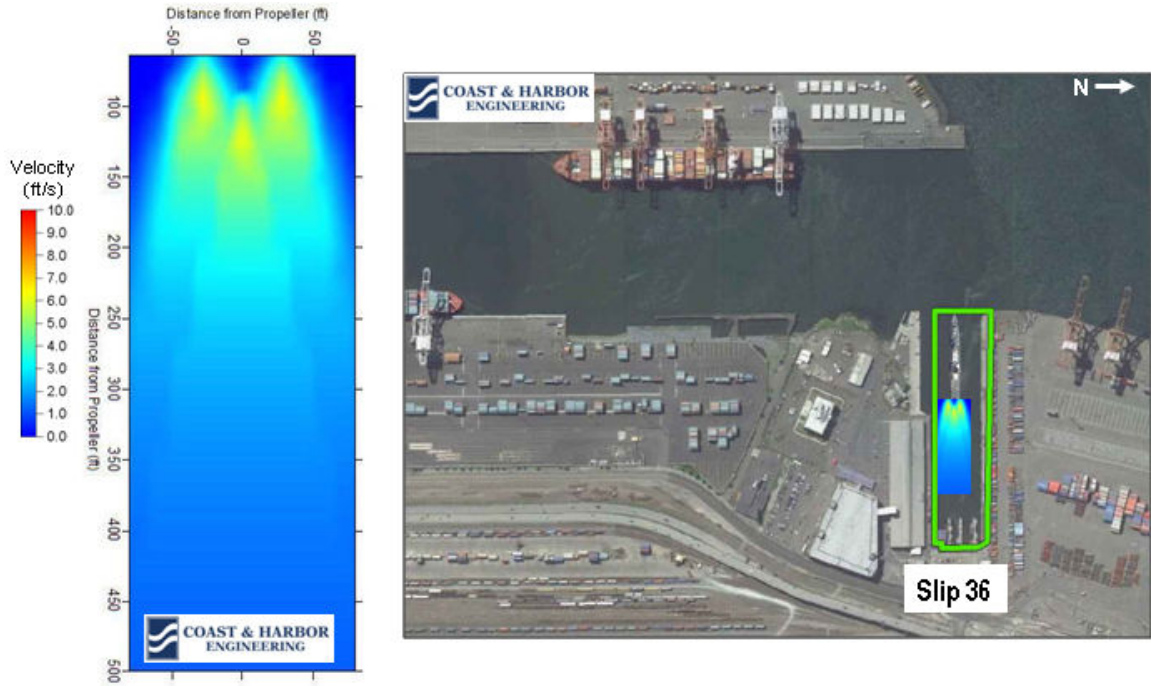 Distance from Propeller (ft)
-50 0 50
100
150
200
250
300
350
400
450
500
Distance from Propeller (ft)
Velocity
(ft/s)
10.0
9.0
8.0
7.0
6.0
5.0
4.0
3.0
2.0
1.0
0.0
COAST & HARBOR
ENGINEERING
COAST & HARBOR
ENGINEERING
N
Slip 36